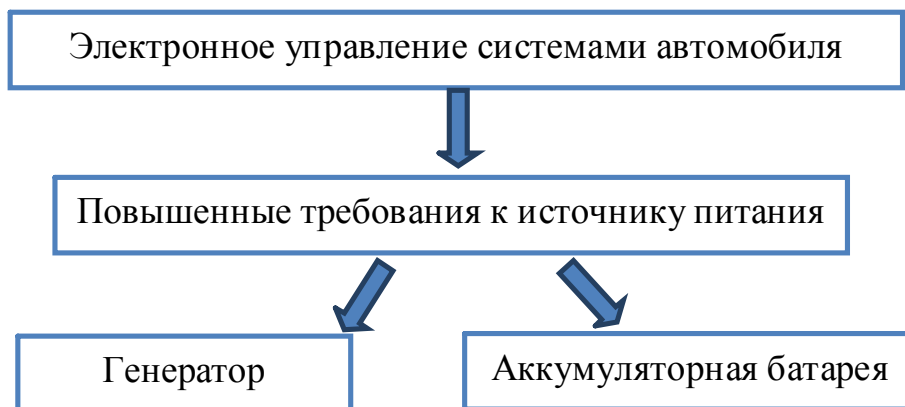 Электронное управление системами автомобиля
Повышенные требования к источнику питания
Генератор
Аккумуляторная батарея